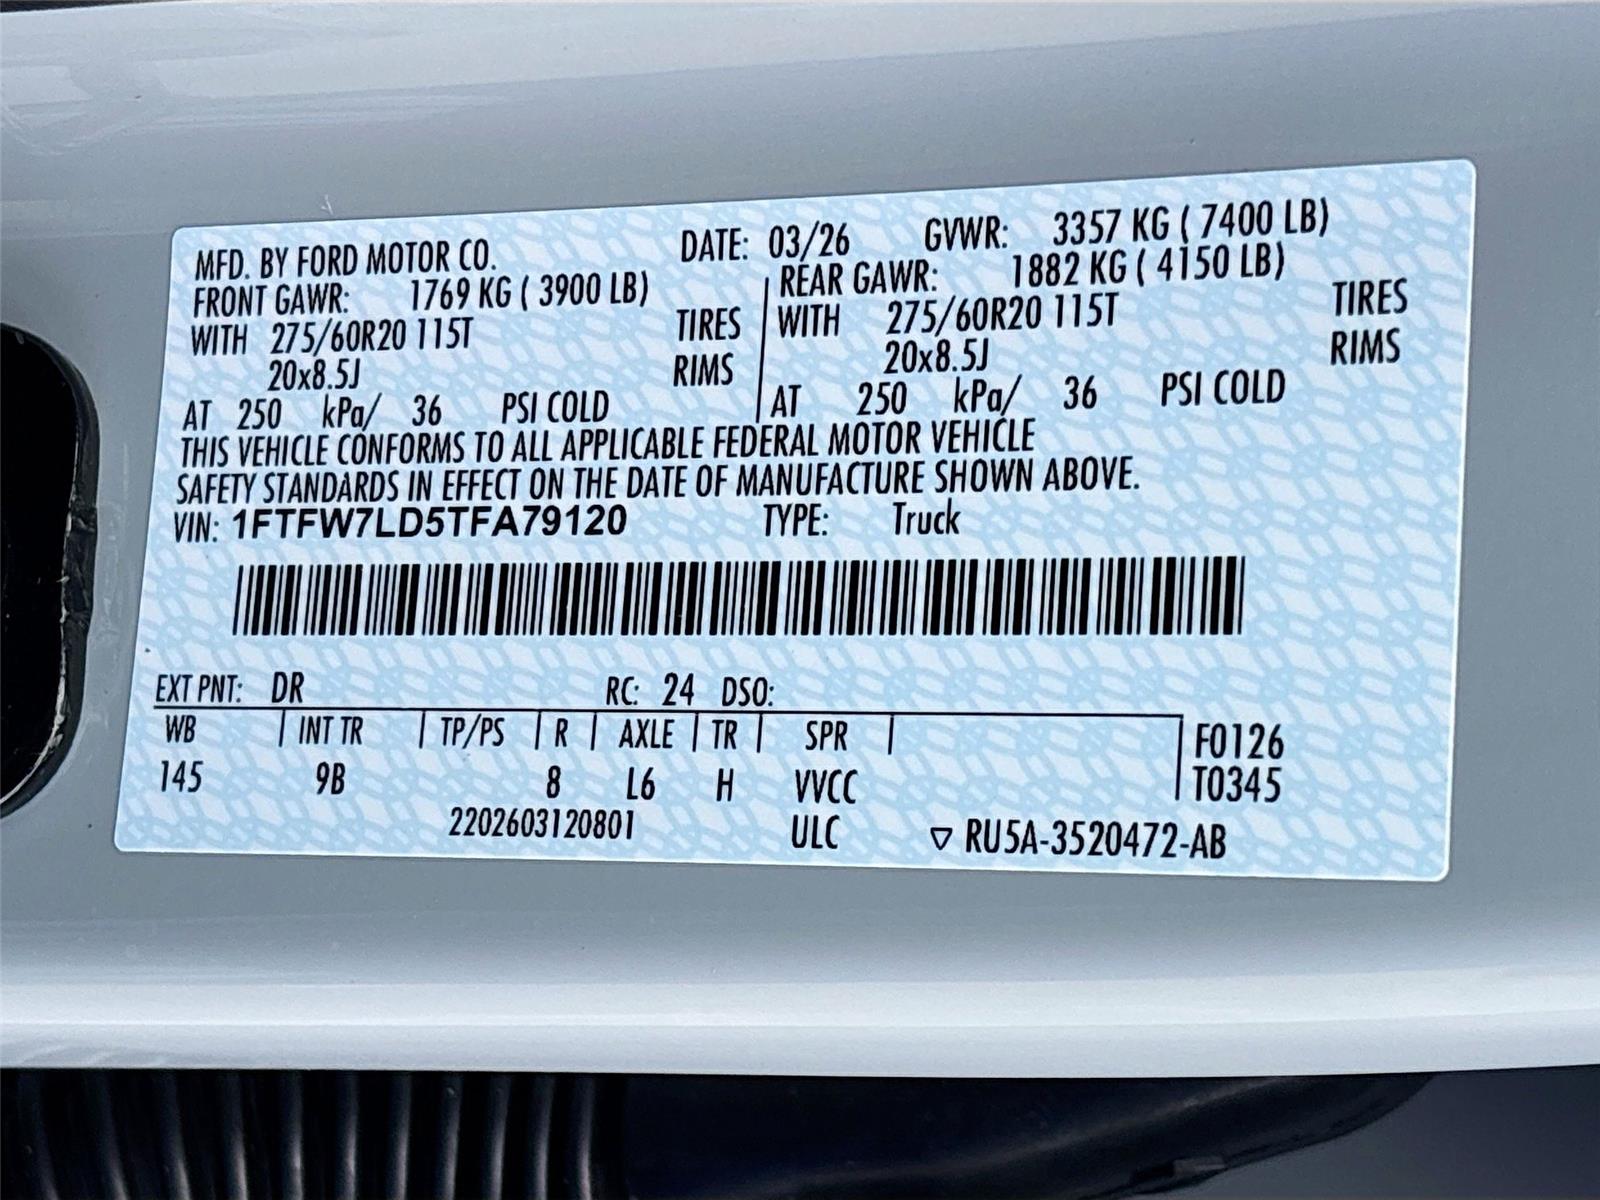 MFD. BY FORD MOTOR CO. DATE: 03/26 GVWR: 3357 KG ( 7400 LB)
FRONT GAWR: 1769 KG ( 3900 LB) REAR GAWR: 1882 KG ( 4150 LB)
WITH 275/60R20 115T TIRES WITH 275/60R20 115T TIRES
20x8.5J RIMS 20x8.5J RIMS
AT 250 kPa/ 36 PSI COLD AT 250 kPa/ 36 PSI COLD
THIS VEHICLE CONFORMS TO ALL APPLICABLE FEDERAL MOTOR VEHICLE
SAFETY STANDARDS IN EFFECT ON THE DATE OF MANUFACTURE SHOWN ABOVE.
VIN: 1FTFW7LD5TFA79120 TYPE: Truck
EXT PNT: DR RC: 24 DSO:
WB INT TR TP/PS R AXLE TR SPR F0126
145 9B 8 L6 H VVCC T0345
2202603120801 ULC ▽ RU5A-3520472-AB